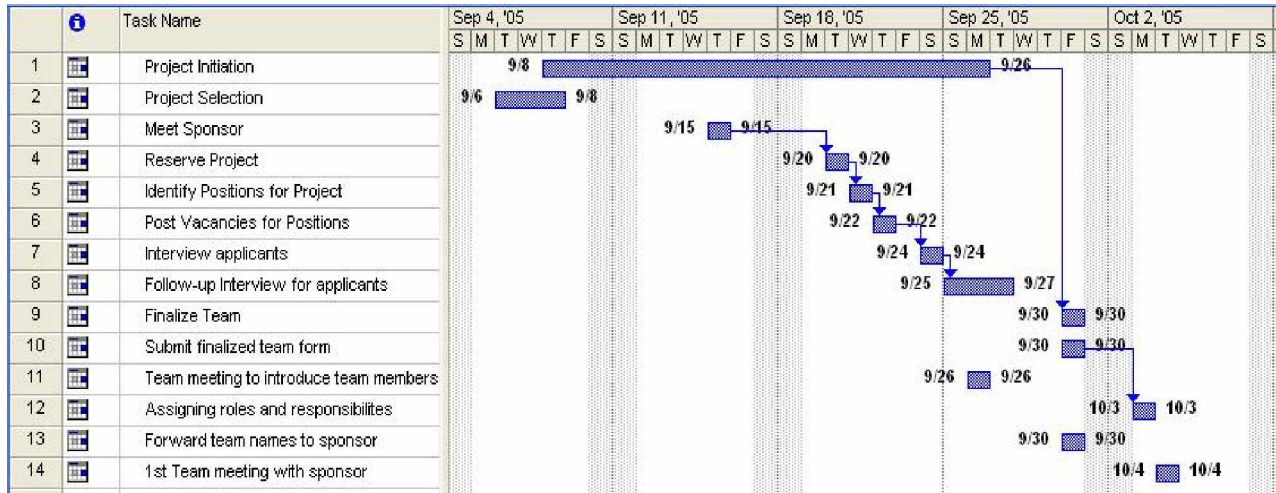 Task Name Sep 4, '05 Sep 11, '05 Sep 18, '05 Sep 25, '05 Oct 2, '05
S M T W T F S S M T W T F S S M T W T F S S M T W T F S S M T W T F S
1 Project Initiation 9/8 9/26
2 Project Selection 9/6 9/8
3 Meet Sponsor 9/15 9/15
4 Reserve Project 9/20 9/20
5 Identify Positions for Project 9/21 9/21
6 Post Vacancies for Positions 9/22 9/22
7 Interview applicants 9/24 9/24
8 Follow-up Interview for applicants 9/25 9/27
9 Finalize Team 9/30 9/30
10 Submit finalized team form 9/30 9/30
11 Team meeting to introduce team members 9/26 9/26
12 Assigning roles and responsibilites 10/3 10/3
13 Forward team names to sponsor 9/30 9/30
14 1st Team meeting with sponsor 10/4 10/4